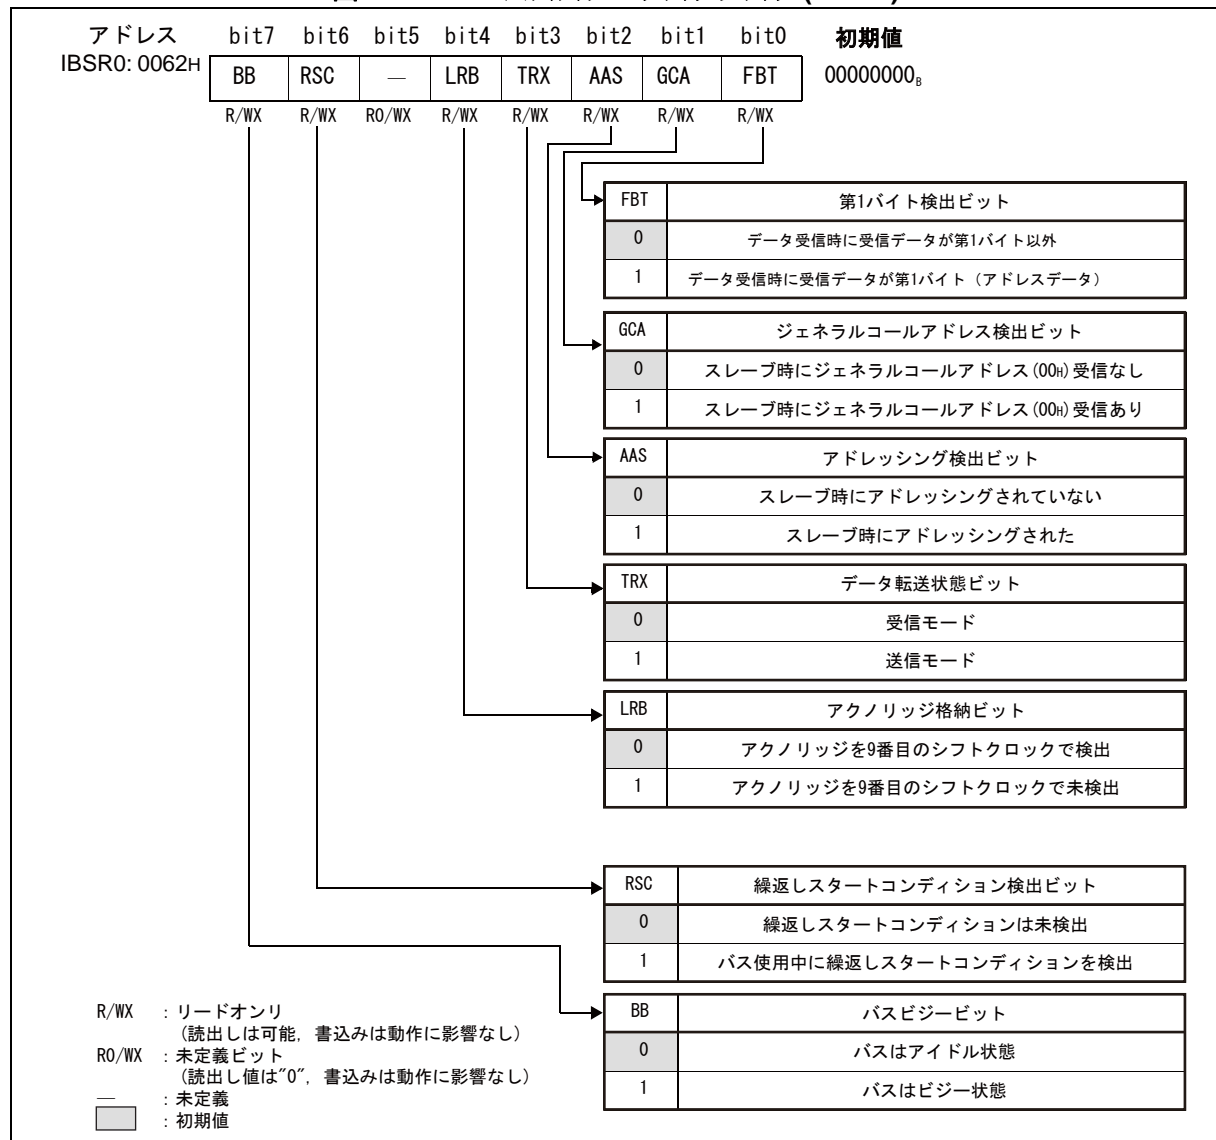 アドレス bit7 bit6 bit5 bit4 bit3 bit2 bit1 bit0 初期値
IBSR0: 0062H BB RSC — LRB TRX AAS GCA FBT 00000000B
R/WX R/WX R0/WX R/WX R/WX R/WX R/WX R/WX
FBT 第1バイト検出ビット
0 データ受信時に受信データが第1バイト以外
1 データ受信時に受信データが第1バイト（アドレスデータ）
GCA ジェネラルコールアドレス検出ビット
0 スレーブ時にジェネラルコールアドレス(00H)受信なし
1 スレーブ時にジェネラルコールアドレス(00H)受信あり
AAS アドレッシング検出ビット
0 スレーブ時にアドレッシングされていない
1 スレーブ時にアドレッシングされた
TRX データ転送状態ビット
0 受信モード
1 送信モード
LRB アクノリッジ格納ビット
0 アクノリッジを9番目のシフトクロックで検出
1 アクノリッジを9番目のシフトクロックで未検出
RSC 繰返しスタートコンディション検出ビット
0 繰返しスタートコンディションは未検出
1 バス使用中に繰返しスタートコンディションを検出
BB バスビジービット
0 バスはアイドル状態
1 バスはビジー状態
R/WX ：リードオンリ
（読出しは可能，書込みは動作に影響なし）
R0/WX ：未定義ビット
（読出し値は"0"，書込みは動作に影響なし）
— ：未定義
：初期値